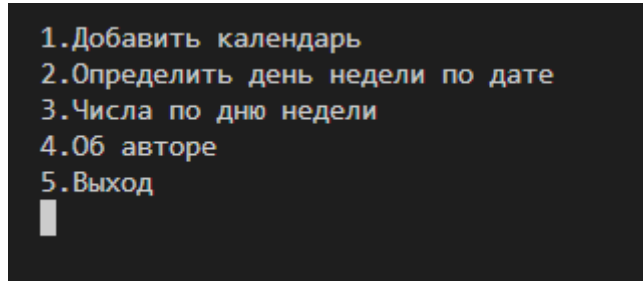 1.Добавить календарь
2.Определить день недели по дате
3.Числа по дню недели
4.Об авторе
5.Выход